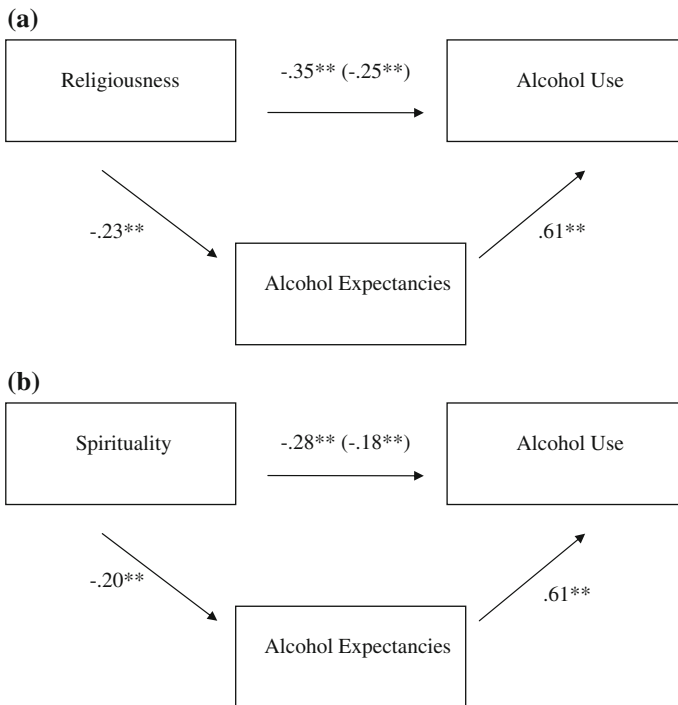 (a)
Religiousness
-.35** (-.25**)
Alcohol Use
-.23**
.61**
Alcohol Expectancies
(b)
Spirituality
-.28** (-.18**)
Alcohol Use
-.20**
.61**
Alcohol Expectancies